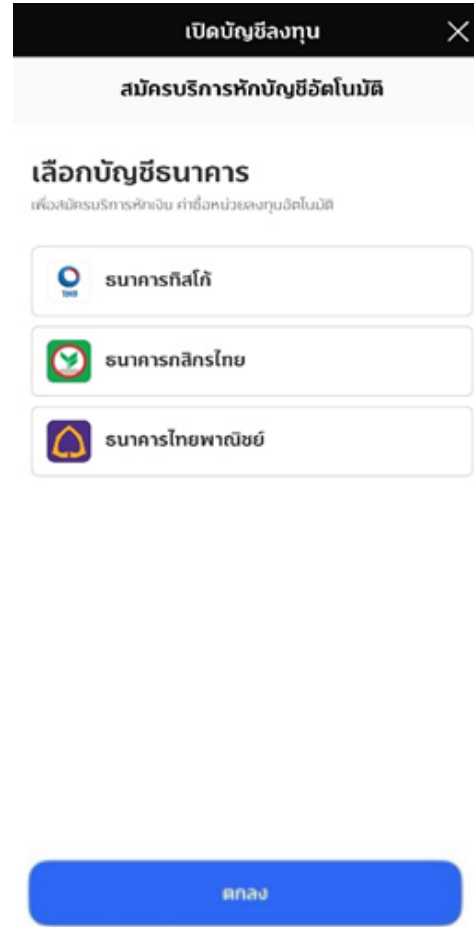 เปิดบัญชีลงทุน
สมัครบริการหักบัญชีอัตโนมัติ
เลือกบัญชีธนาคาร
เพื่อสมัครบริการหักเงิน ค่าซื้อหน่วยลงทุนอัตโนมัติ
ธนาคารทิสโก้
ธนาคารกสิกรไทย
ธนาคารไทยพาณิชย์
ตกลง